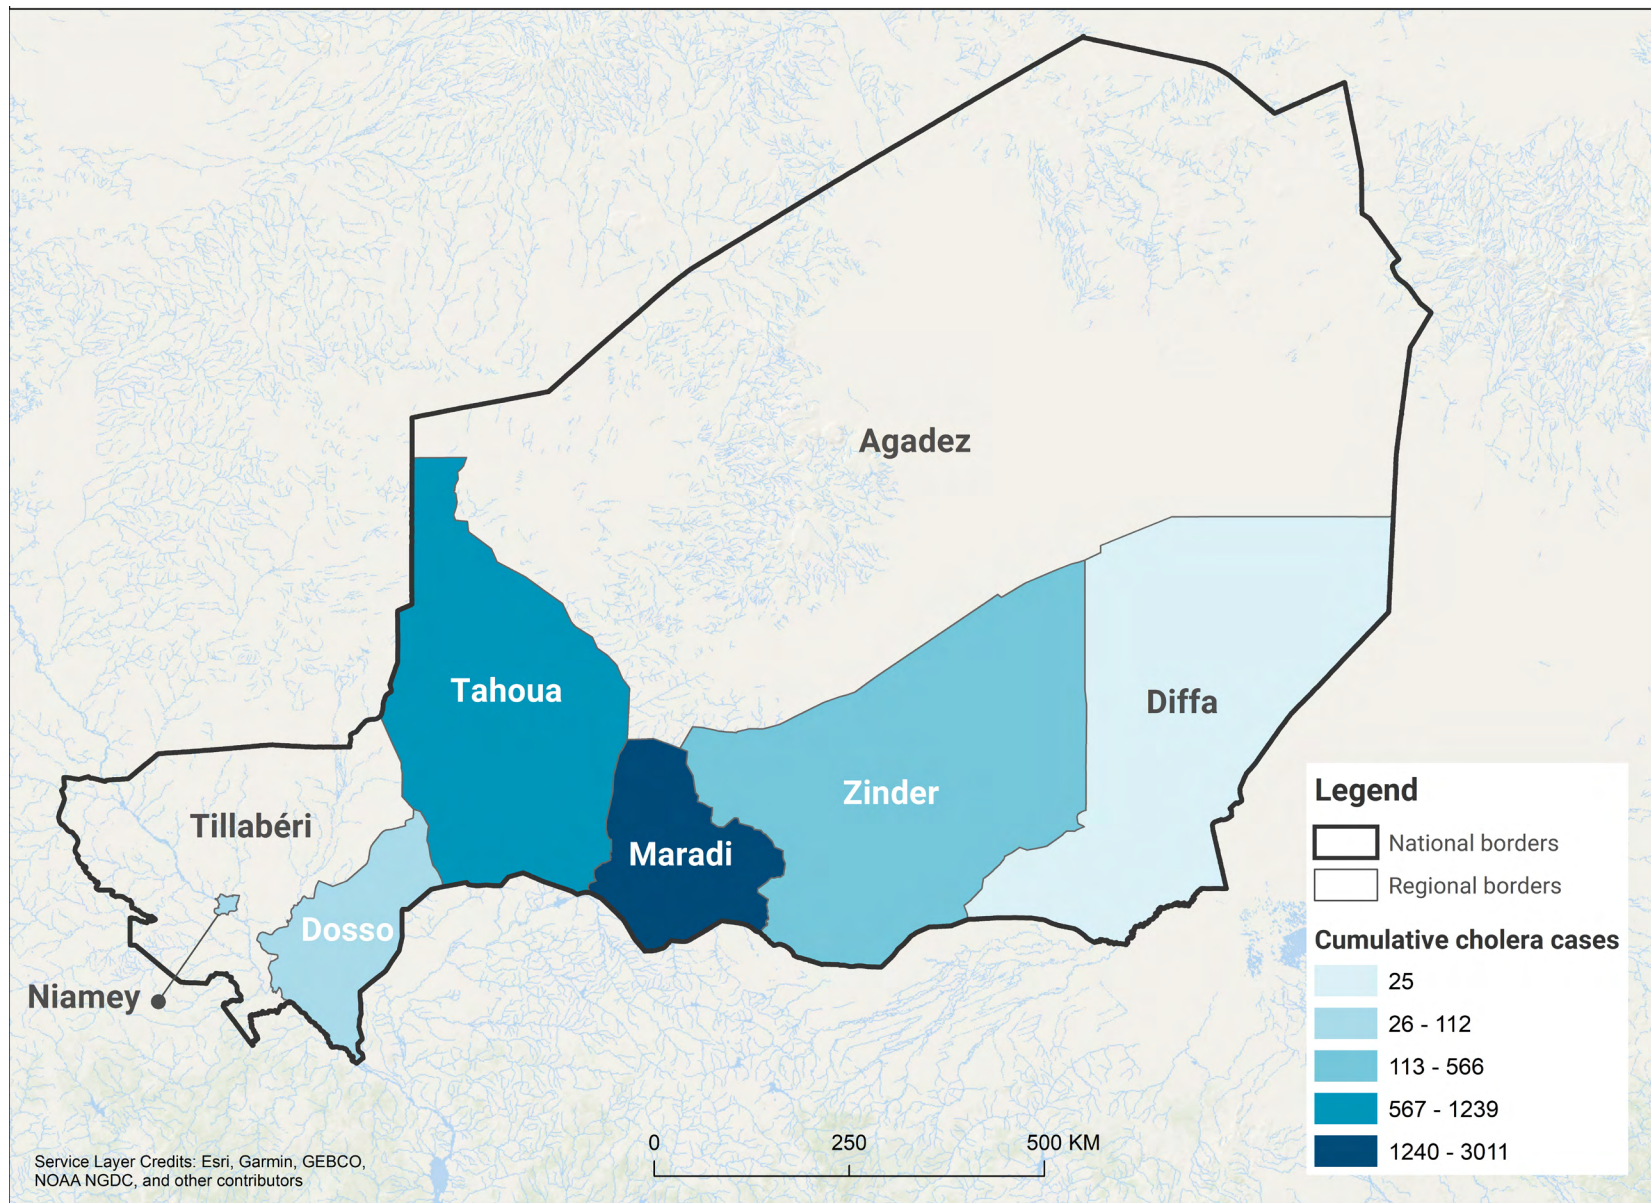 Agadez
Tahoua
Diffa
Zinder
Tillabéri
Maradi
Dosso
Niamey
Legend
National borders
Regional borders
Cumulative cholera cases
25
26 - 112
113 - 566
567 - 1239
1240 - 3011
0 250 500 KM
Service Layer Credits: Esri, Garmin, GEBCO,
NOAA NGDC, and other contributors